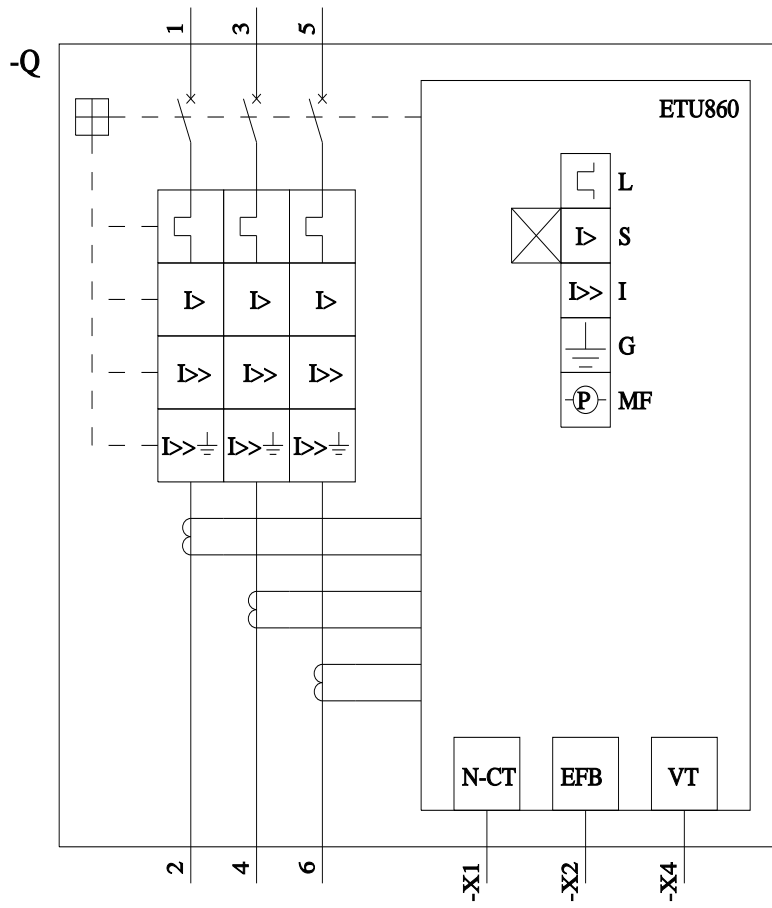 1 3 5
-Q
ETU860
L
I> S
I> I> I>
I>> I
G
I>> I>> I>>
P MF
I>> I>> I>>
N-CT EFB VT
2 4 6
-X1 -X2 -X4